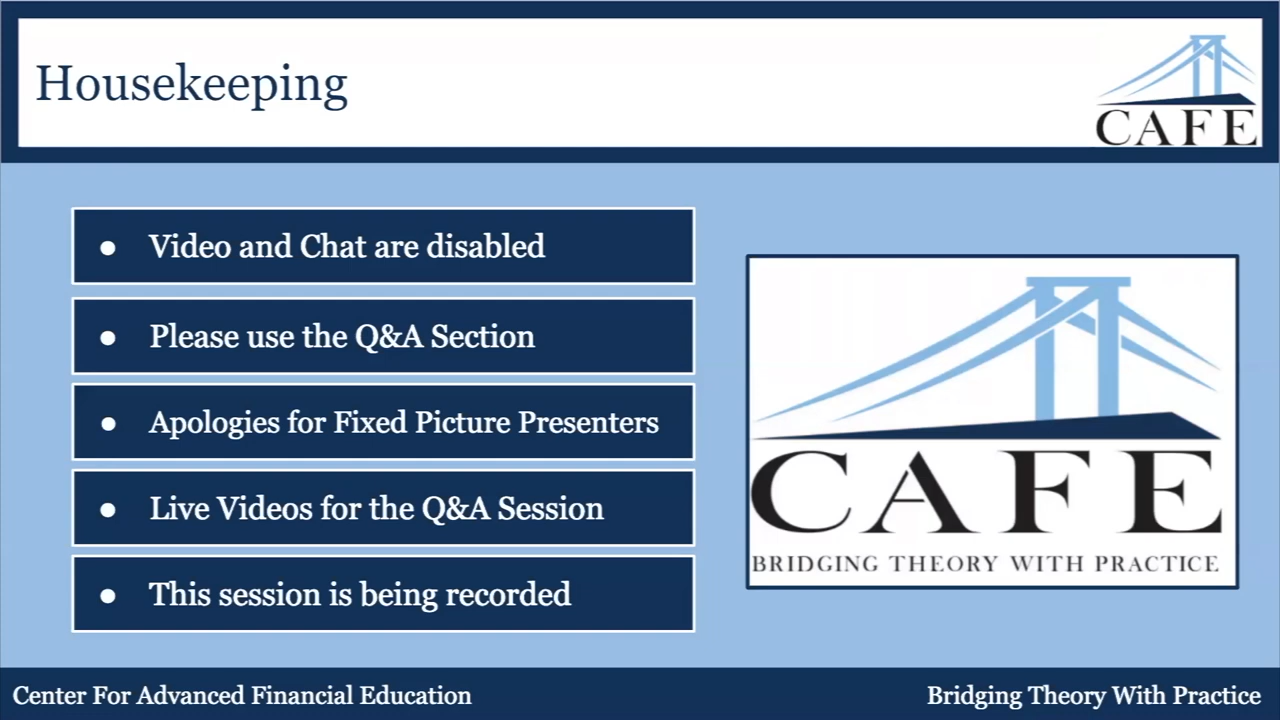 Housekeeping
CAFE
● Video and Chat are disabled
● Please use the Q&A Section
● Apologies for Fixed Picture Presenters
● Live Videos for the Q&A Session
● This session is being recorded
CAFE
BRIDGING THEORY WITH PRACTICE
Center For Advanced Financial Education
Bridging Theory With Practice